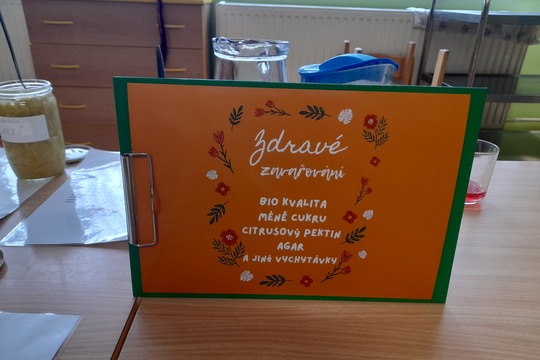 Zdravé
zavařování
BIO KVALITA
MÉNĚ CUKRU
CITRUSOVÝ PEKTIN
AGAR
A JINÉ VYCHYTÁVKY